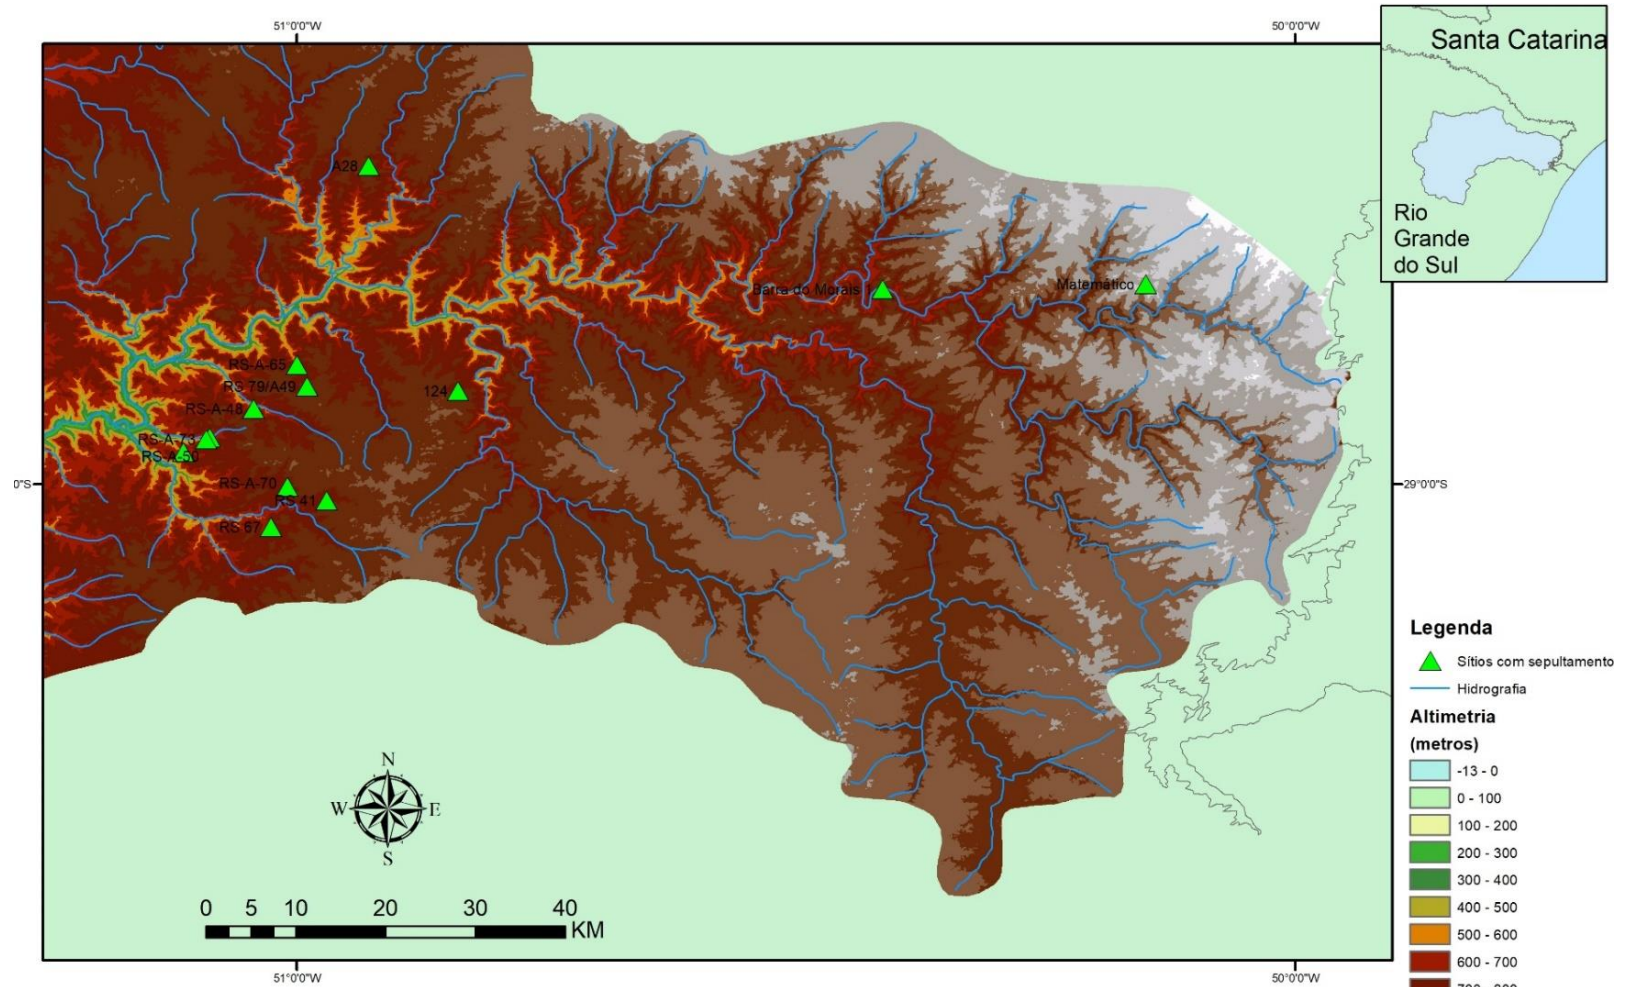 51°0'0"W
50°0'0"W
Santa Catarina
Rio
Grande
do Sul
A28
Barra do Morais 1
Matemático
RS-A-65
RS 79/A49
124
RS-A-48
RS-A-73
RS-A-70
RS 41
RS 67
0"S
29°0'0"S
N
W
E
S
0 5 10 20 30 40
KM
51°0'0"W
50°0'0"W
Legenda
Sítios com sepultamento
Hidrografia
Altimetria
(metros)
-13 - 0
0 - 100
100 - 200
200 - 300
300 - 400
400 - 500
500 - 600
600 - 700